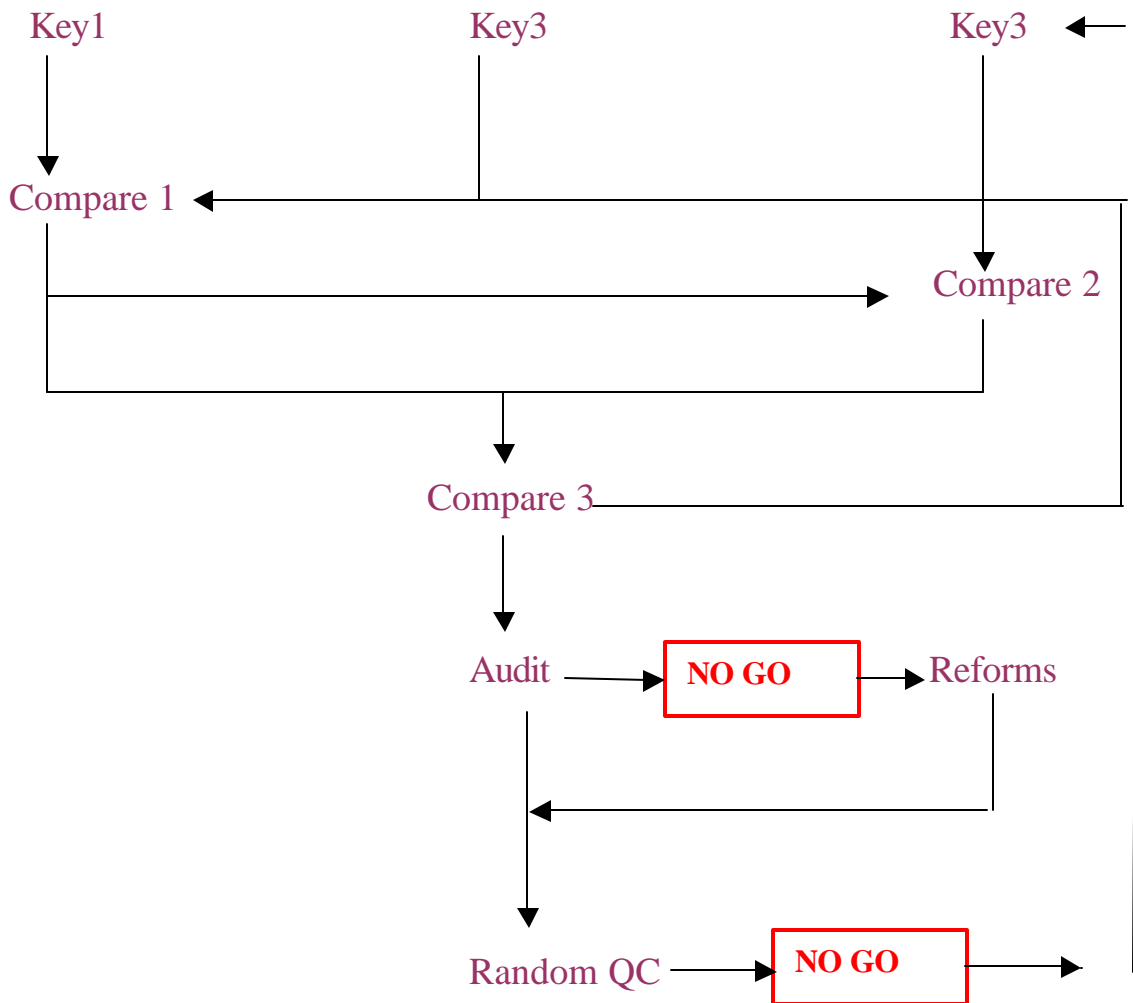 Key1 Key3 Key3
Compare 1
Compare 2
Compare 3
Audit NO GO Reforms
Random QC NO GO